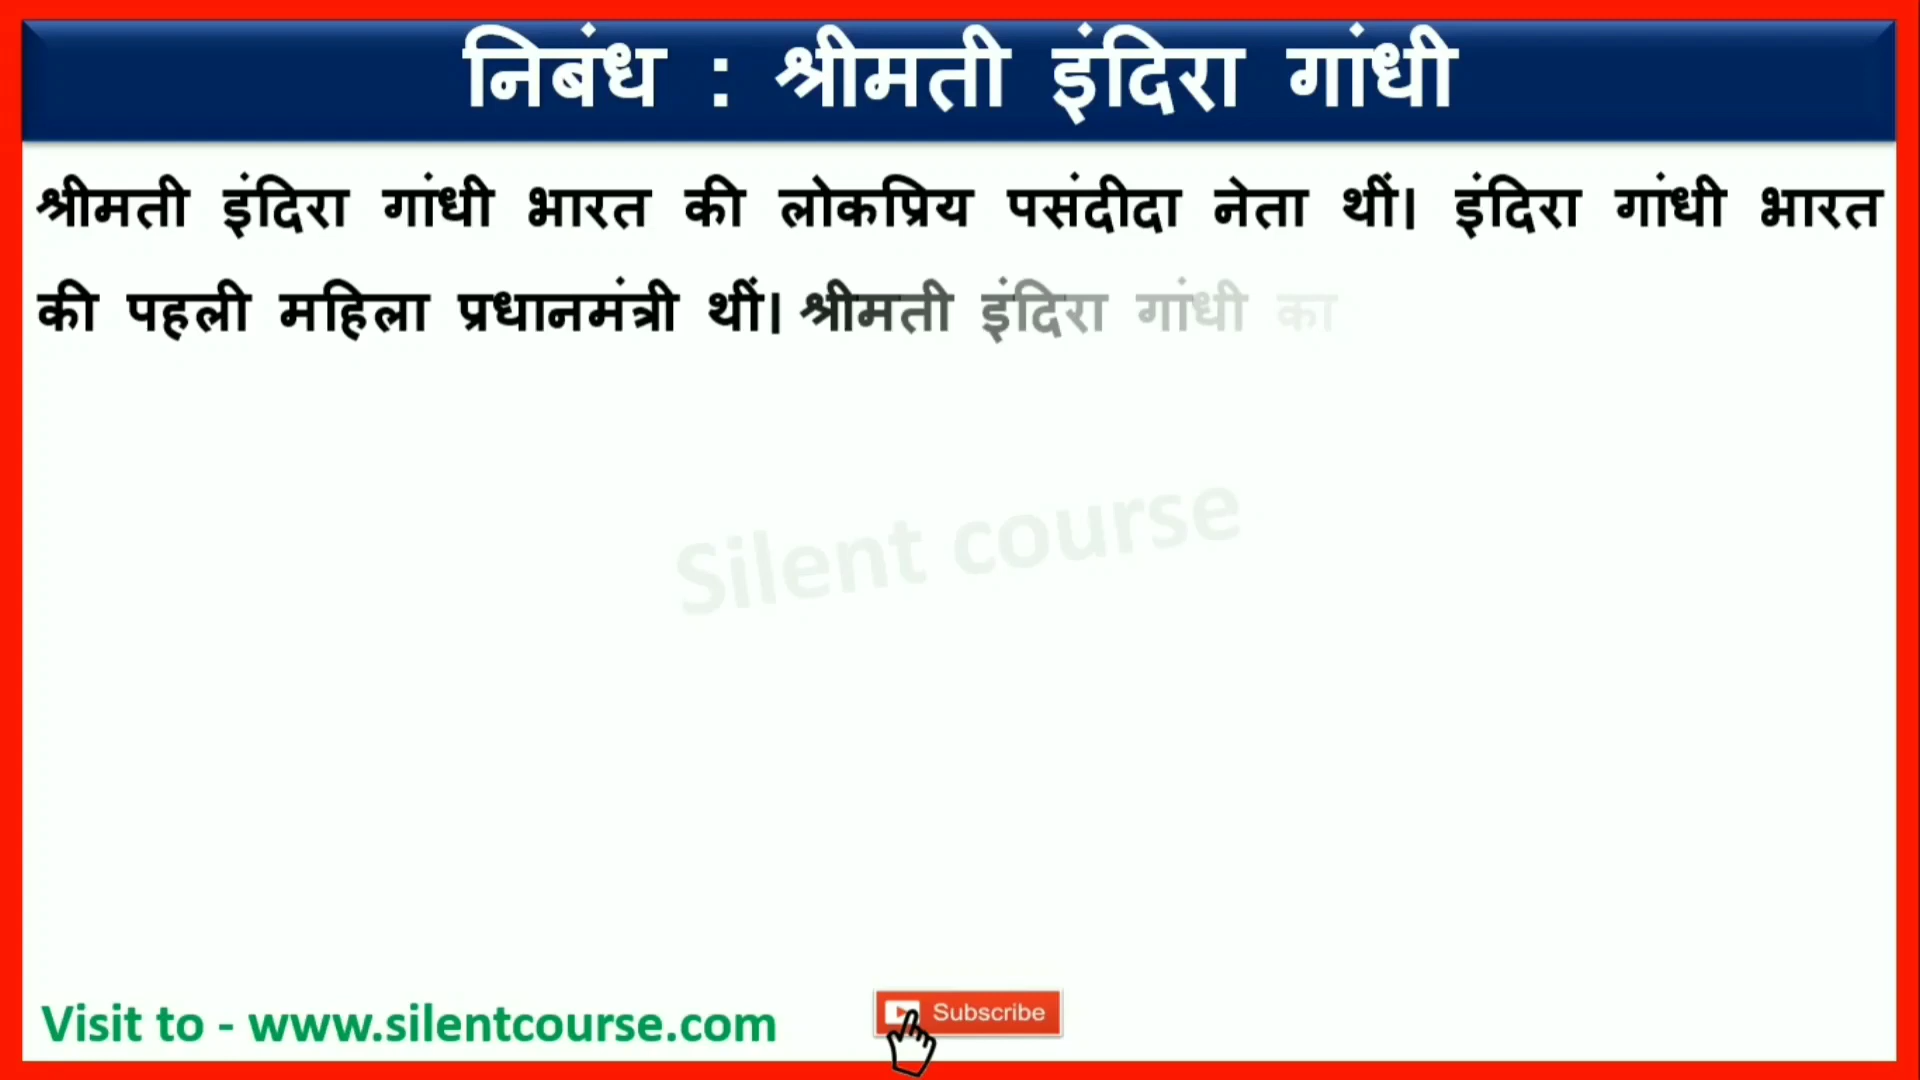 निबंध : श्रीमती इंदिरा गांधी
श्रीमती इंदिरा गांधी भारत की लोकप्रिय पसंदीदा नेता थीं। इंदिरा गांधी भारत
की पहली महिला प्रधानमंत्री थीं। श्रीमती इंदिरा गांधी का
Silent course
Visit to - www.silentcourse.com
Subscribe